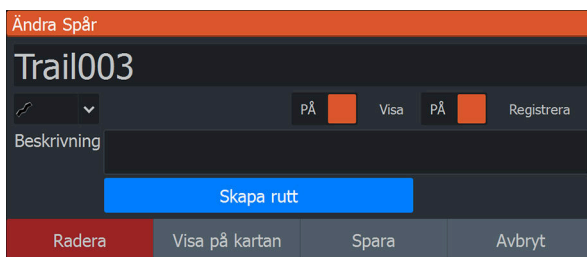 Ändra Spår
Trail003
PÅ Visa PÅ Registrera
Beskrivning
Skapa rutt
Radera Visa på kartan Spara Avbryt